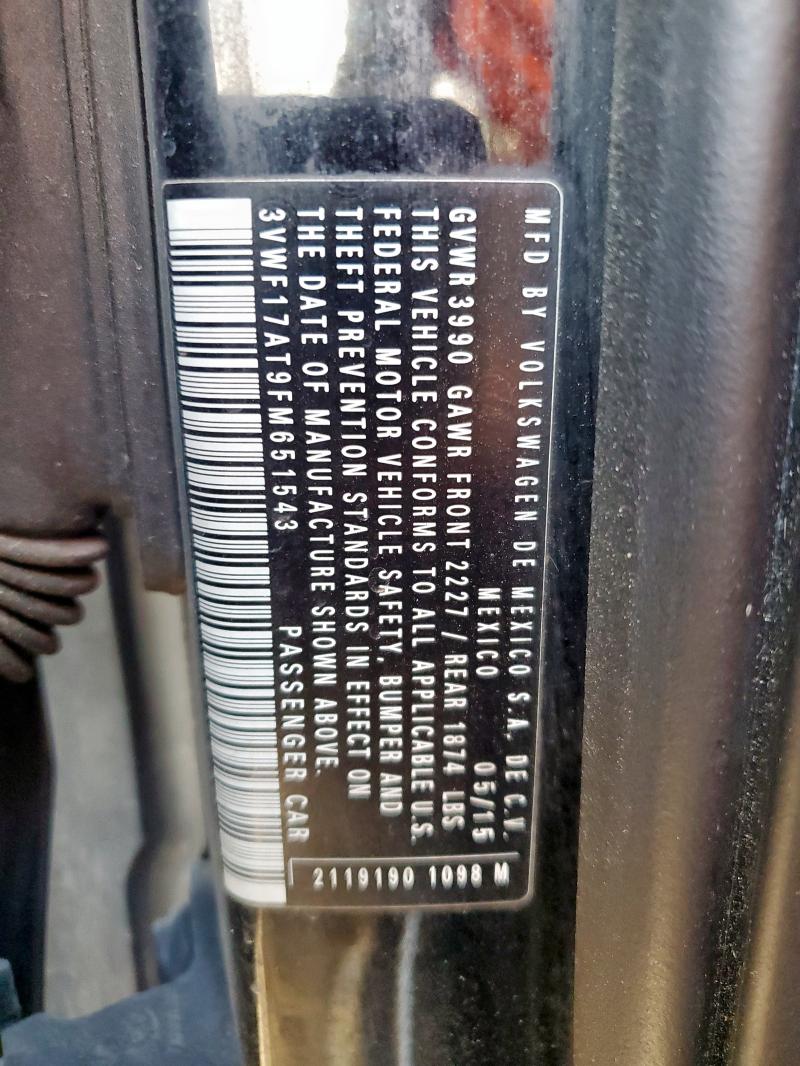 MFD BY VOLKSWAGEN DE MEXICO S.A. DE C.V.
MEXICO 05/15
GVWR 3990 GAWR FRONT 2227 / REAR 1874 LBS
THIS VEHICLE CONFORMS TO ALL APPLICABLE U.S.
FEDERAL MOTOR VEHICLE SAFETY, BUMPER AND
THEFT PREVENTION STANDARDS IN EFFECT ON
THE DATE OF MANUFACTURE SHOWN ABOVE.
3VWF17AT9FM651543 PASSENGER CAR
2119190 1098 M